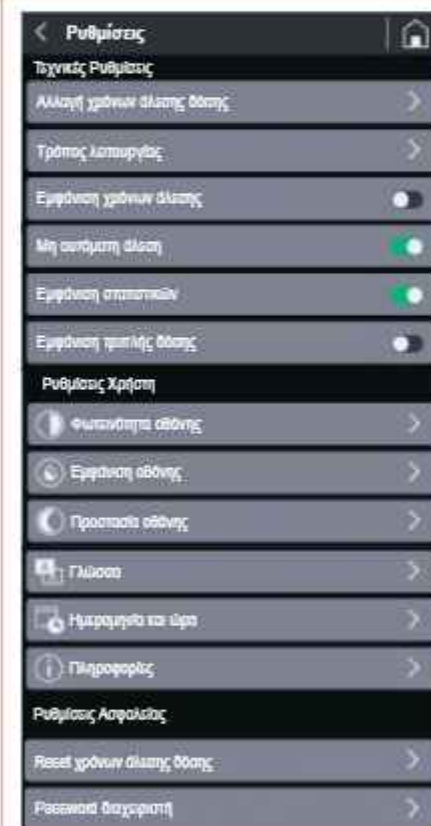 Ρυθμίσεις
Τεχνικές Ρυθμίσεις
Αλλαγή χρόνων άλεσης δόσης
Τρόπος λειτουργίας
Εμφάνιση χρόνων άλεσης
Μη αυτόματη άλεση
Εμφάνιση στατιστικών
Εμφάνιση τριπλής δόσης
Ρυθμίσεις Χρήστη
Φωτεινότητα οθόνης
Εμφάνιση οθόνης
Προστασία οθόνης
Γλώσσα
Ημερομηνία και ώρα
Πληροφορίες
Ρυθμίσεις Ασφαλείας
Reset χρόνων άλεσης δόσης
Password διαχειριστή